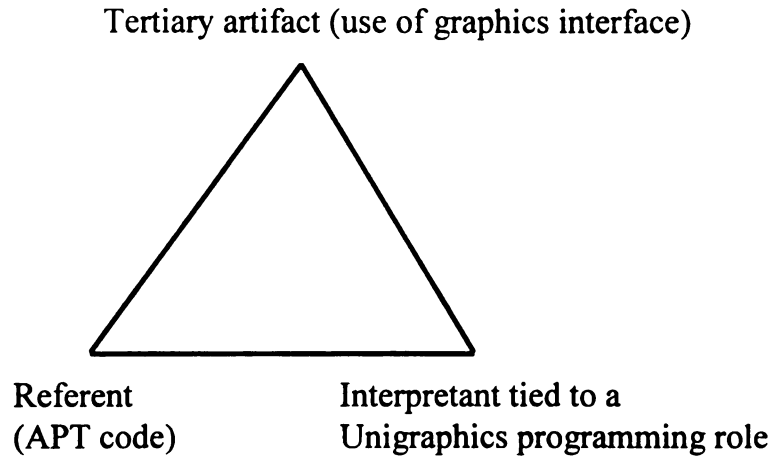 Tertiary artifact (use of graphics interface)
Referent
(APT code)
Interpretant tied to a
Unigraphics programming role